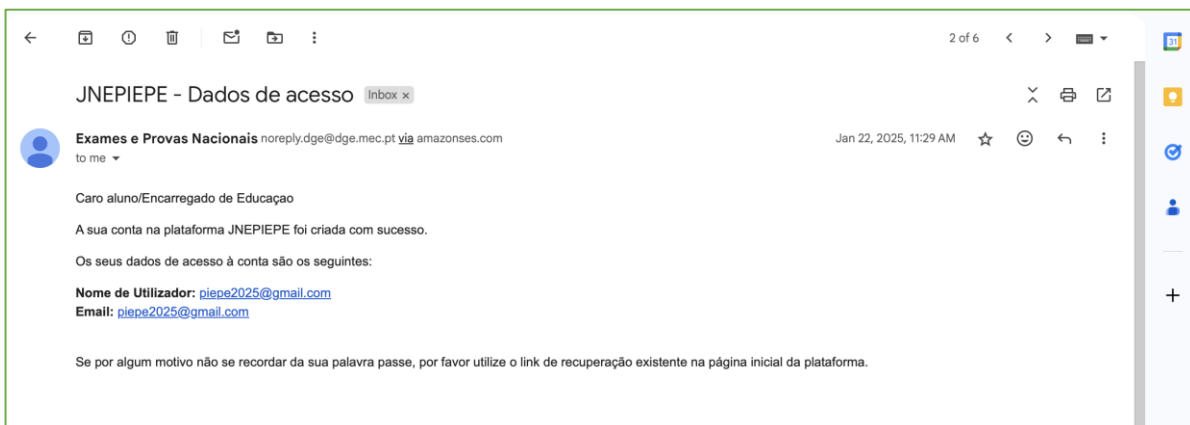 2 of 6
31
JNEPIEPE - Dados de acesso Inbox x
Exames e Provas Nacionais noreply.dge@dge.mec.pt via amazonses.com Jan 22, 2025, 11:29 AM
to me
Caro aluno/Encarregado de Educaçao
A sua conta na plataforma JNEPIEPE foi criada com sucesso.
Os seus dados de acesso à conta são os seguintes:
Nome de Utilizador: piepe2025@gmail.com
Email: piepe2025@gmail.com
Se por algum motivo não se recordar da sua palavra passe, por favor utilize o link de recuperação existente na página inicial da plataforma.